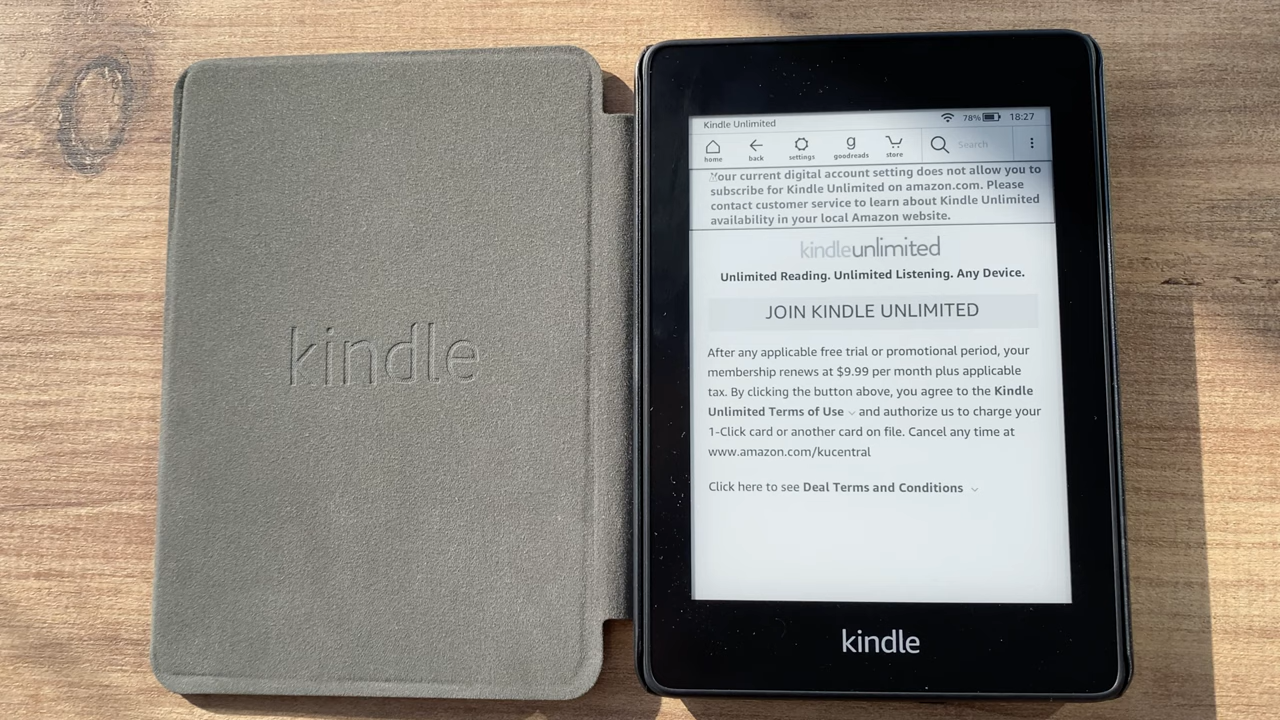 kindle
Kindle Unlimited
78%
18:27
home
back
settings
g
goodreads
store
Search
Your current digital account setting does not allow you to
subscribe for Kindle Unlimited on amazon.com. Please
contact customer service to learn about Kindle Unlimited
availability in your local Amazon website.
kindleunlimited
Unlimited Reading. Unlimited Listening. Any Device.
JOIN KINDLE UNLIMITED
After any applicable free trial or promotional period, your
membership renews at $9.99 per month plus applicable
tax. By clicking the button above, you agree to the Kindle
Unlimited Terms of Use and authorize us to charge your
1-Click card or another card on file. Cancel any time at
www.amazon.com/kucentral
Click here to see Deal Terms and Conditions
kindle